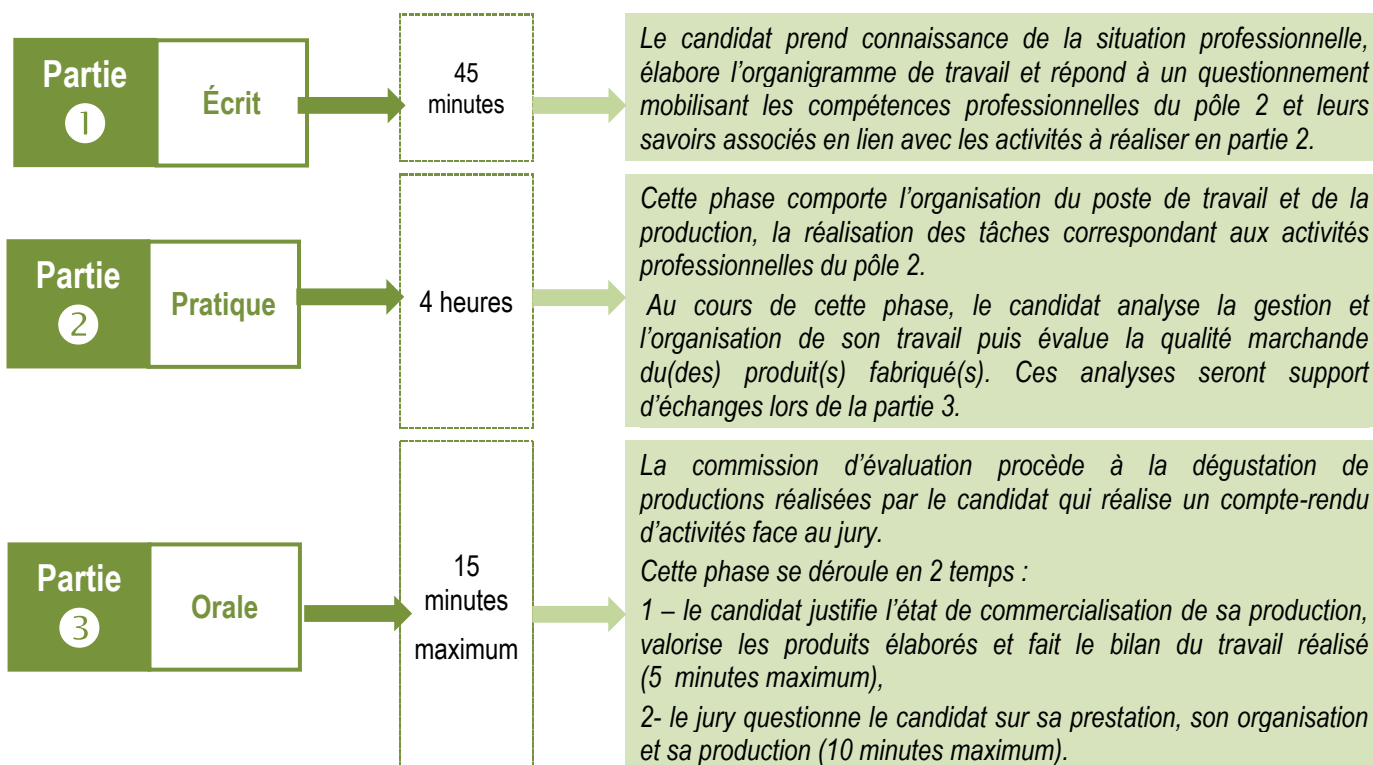 Partie
1
Écrit
45
minutes
Le candidat prend connaissance de la situation professionnelle,
élabore l’organigramme de travail et répond à un questionnement
mobilisant les compétences professionnelles du pôle 2 et leurs
savoirs associés en lien avec les activités à réaliser en partie 2.
Partie
2
Pratique
4 heures
Cette phase comporte l’organisation du poste de travail et de la
production, la réalisation des tâches correspondant aux activités
professionnelles du pôle 2.
Au cours de cette phase, le candidat analyse la gestion et
l’organisation de son travail puis évalue la qualité marchande
du(des) produit(s) fabriqué(s). Ces analyses seront support
d’échanges lors de la partie 3.
Partie
3
Orale
15
minutes
maximum
La commission d’évaluation procède à la dégustation de
productions réalisées par le candidat qui réalise un compte-rendu
d’activités face au jury.
Cette phase se déroule en 2 temps :
1 – le candidat justifie l’état de commercialisation de sa production,
valorise les produits élaborés et fait le bilan du travail réalisé
(5 minutes maximum),
2- le jury questionne le candidat sur sa prestation, son organisation
et sa production (10 minutes maximum).